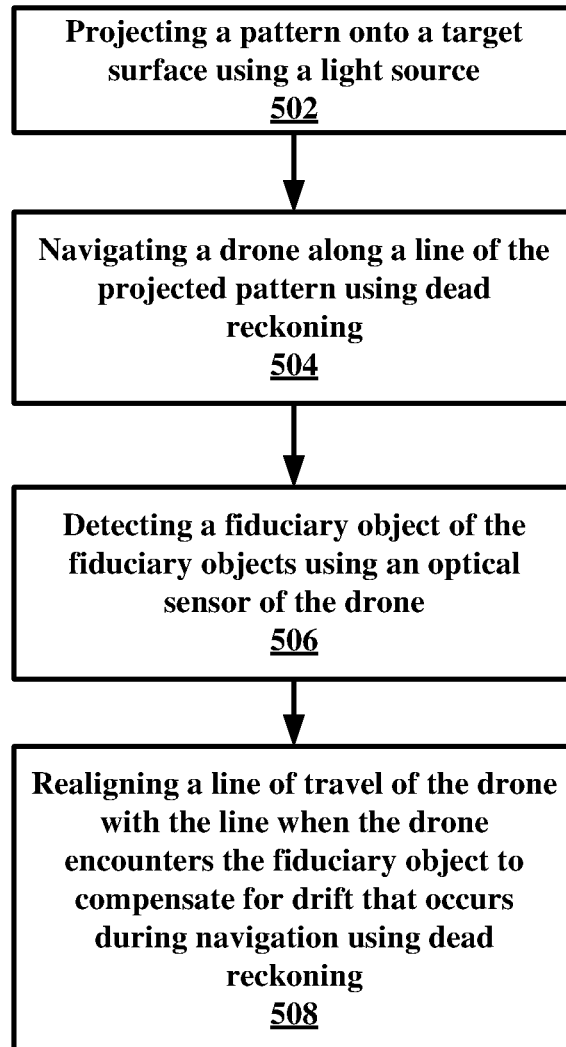 Projecting a pattern onto a target
surface using a light source
502
Navigating a drone along a line of the
projected pattern using dead
reckoning
504
Detecting a fiduciary object of the
fiduciary objects using an optical
sensor of the drone
506
Realigning a line of travel of the drone
with the line when the drone
encounters the fiduciary object to
compensate for drift that occurs
during navigation using dead
reckoning
508